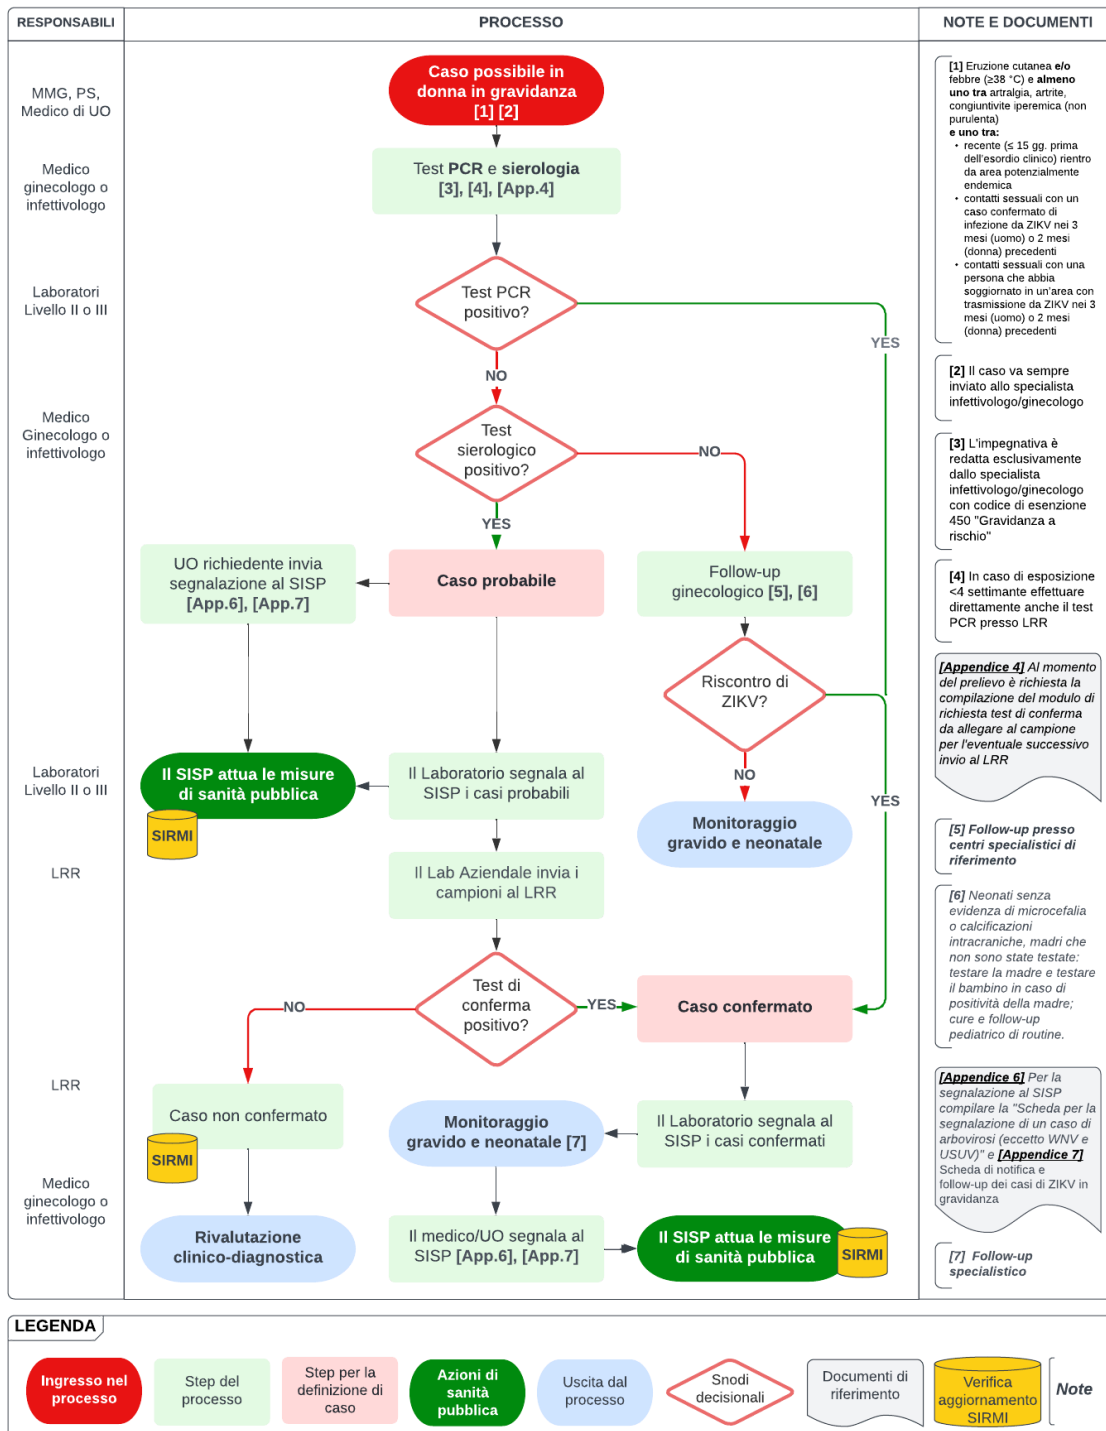 RESPONSABILI
PROCESSO
NOTE E DOCUMENTI
MMG, PS,
Medico di UO
Caso possibile in
donna in gravidanza
[1] [2]
Medico
ginecologo o
infettivologo
Test PCR e sierologia
[3], [4], [App.4]
Laboratori
Livello II o III
Test PCR
positivo?
YES
NO
Medico
Ginecologo o
infettivologo
Test
sierologico
positivo?
NO
YES
UO richiedente invia
segnalazione al SISP
[App.6], [App.7]
Caso probabile
Follow-up
ginecologico [5], [6]
Riscontro di
ZIKV?
NO
YES
Laboratori
Livello II o III
Il SISP attua le misure
di sanità pubblica
SIRMI
Il Laboratorio segnala al
SISP i casi probabili
Monitoraggio
gravido e neonatale
LRR
Il Lab Aziendale invia i
campioni al LRR
Test di
conferma
positivo?
NO
YES
Caso confermato
LRR
Caso non confermato
SIRMI
Monitoraggio
gravido e neonatale [7]
Il Laboratorio segnala al
SISP i casi confermati
Medico
ginecologo o
infettivologo
Rivalutazione
clinico-diagnostica
Il medico/UO segnala al
SISP [App.6], [App.7]
Il SISP attua le misure
di sanità pubblica
SIRMI
[1] Eruzione cutanea e/o
febbre (≥38 °C) e almeno
uno tra artralgia, artrite,
congiuntivite iperemica (non
purulenta)
e uno tra:
• recente (≤ 15 gg. prima
dell'esordio clinico) rientro
da area potenzialmente
endemica
• contatti sessuali con un
caso confermato di
infezione da ZIKV nei 3
mesi (uomo) o 2 mesi
(donna) precedenti
• contatti sessuali con una
persona che abbia
soggiornato in un'area con
trasmissione da ZIKV nei 3
mesi (uomo) o 2 mesi
(donna) precedenti
[2] Il caso va sempre
inviato allo specialista
infettivologo/ginecologo
[3] L'impegnativa è
redatta esclusivamente
dallo specialista
infettivologo/ginecologo
con codice di esenzione
450 "Gravidanza a
rischio"
[4] In caso di esposizione
<4 settimante effettuare
direttamente anche il test
PCR presso LRR
[Appendice 4] Al momento
del prelievo è richiesta la
compilazione del modulo di
richiesta test di conferma
da allegare al campione
per l'eventuale successivo
invio al LRR
[5] Follow-up presso
centri specialistici di
riferimento
[6] Neonati senza
evidenza di microcefalia
o calcificazioni
intracraniche, madri che
non sono state testate:
testare la madre e testare
il bambino in caso di
positività della madre;
cure e follow-up
pediatrico di routine.
[Appendice 6] Per la
segnalazione al SISP
compilare la "Scheda per la
segnalazione di un caso di
arbovirosi (eccetto WNV e
USUV)" e [Appendice 7]
Scheda di notifica e
follow-up dei casi di ZIKV in
gravidanza
[7] Follow-up
specialistico
LEGENDA
Ingresso nel
processo
Step del
processo
Step per la
definizione di
caso
Azioni di
sanità
pubblica
Uscita dal
processo
Snodi
decisionali
Documenti di
riferimento
Verifica
aggiornamento
SIRMI
Note